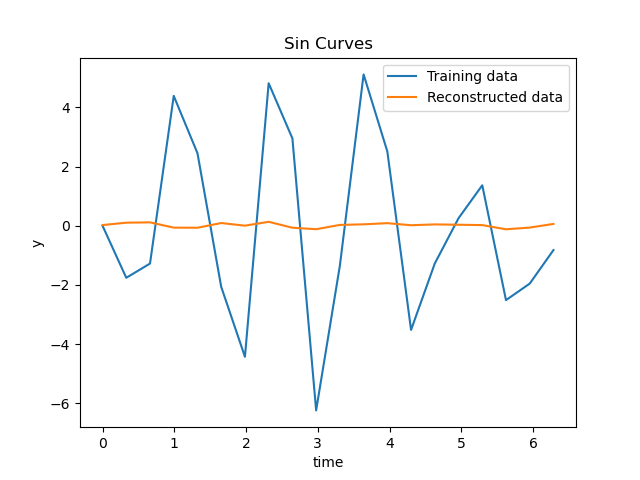 Sin Curves
Training data
Reconstructed data
4
2
0
−2
−4
−6
y
0 1 2 3 4 5 6
time